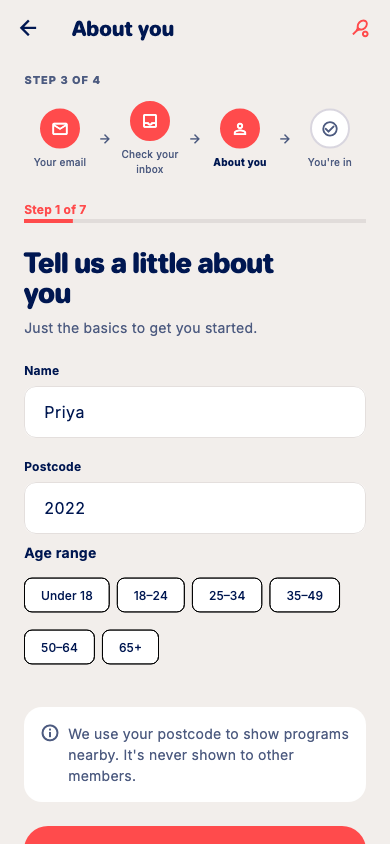 About you
STEP 3 OF 4
Your email
Check your
inbox
About you
You're in
Step 1 of 7
Tell us a little about
you
Just the basics to get you started.
Name
Priya
Postcode
2022
Age range
Under 18
18–24
25–34
35–49
50–64
65+
We use your postcode to show programs
nearby. It's never shown to other
members.